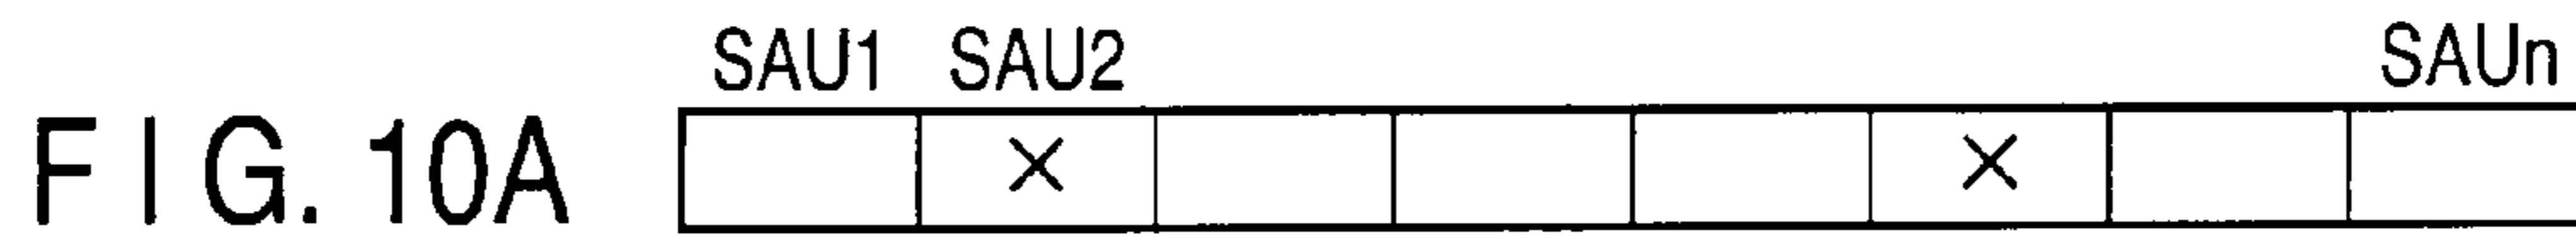 SAU1 SAU2 SAUn
FIG. 10A × ×